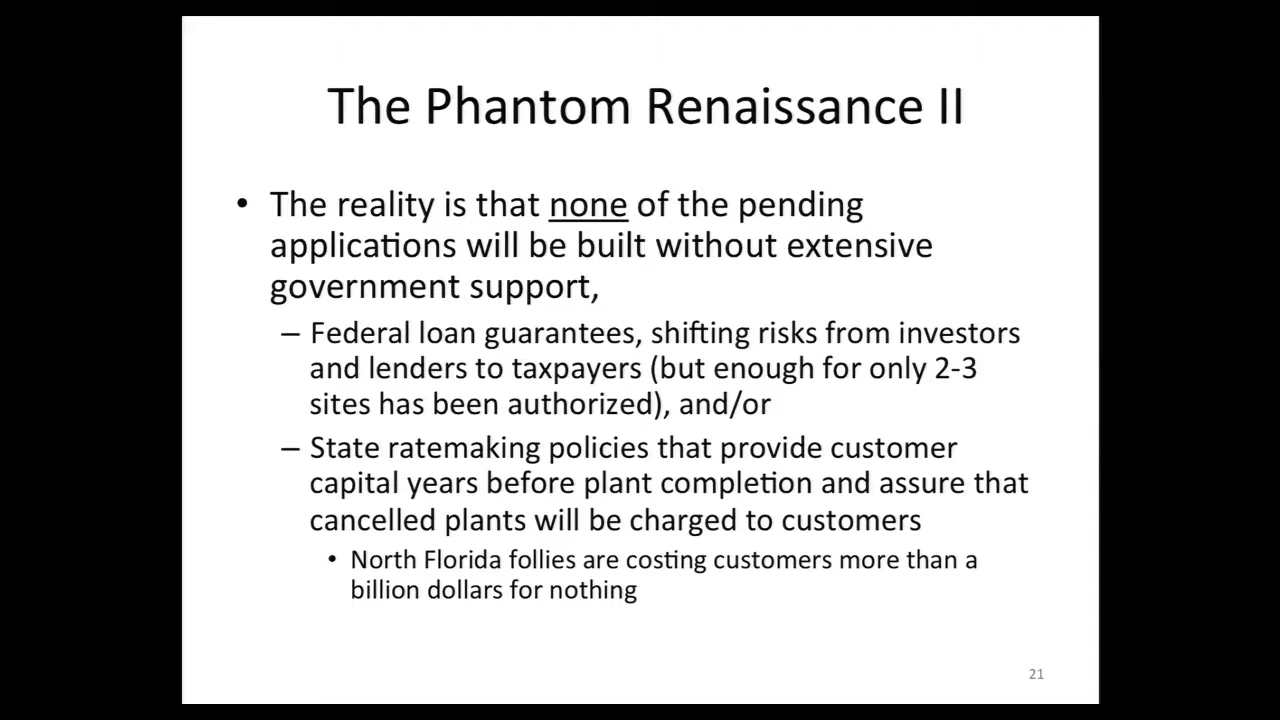 The Phantom Renaissance II
• The reality is that none of the pending
applications will be built without extensive
government support,
– Federal loan guarantees, shifting risks from investors
and lenders to taxpayers (but enough for only 2-3
sites has been authorized), and/or
– State ratemaking policies that provide customer
capital years before plant completion and assure that
cancelled plants will be charged to customers
• North Florida follies are costing customers more than a
billion dollars for nothing
21